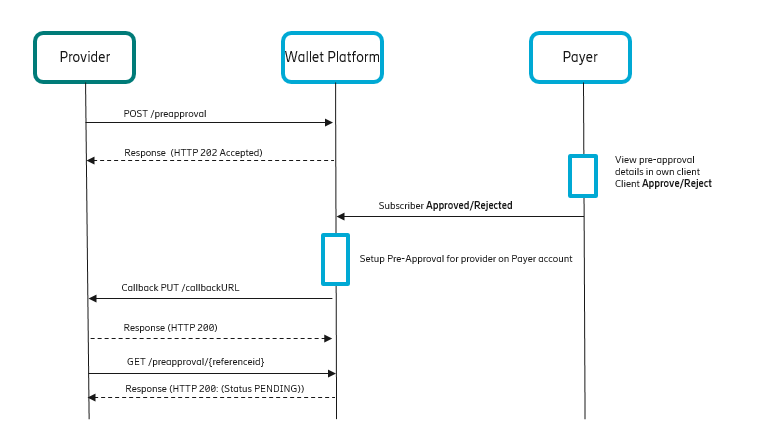 Provider
Wallet Platform
Payer
POST /preapproval
Response (HTTP 202 Accepted)
View pre-approval
details in own client
Client Approve/Reject
Subscriber Approved/Rejected
Setup Pre-Approval for provider on Payer account
Callback PUT /callbackURL
Response (HTTP 200)
GET /preapproval/{referenceid}
Response (HTTP 200: (Status PENDING))